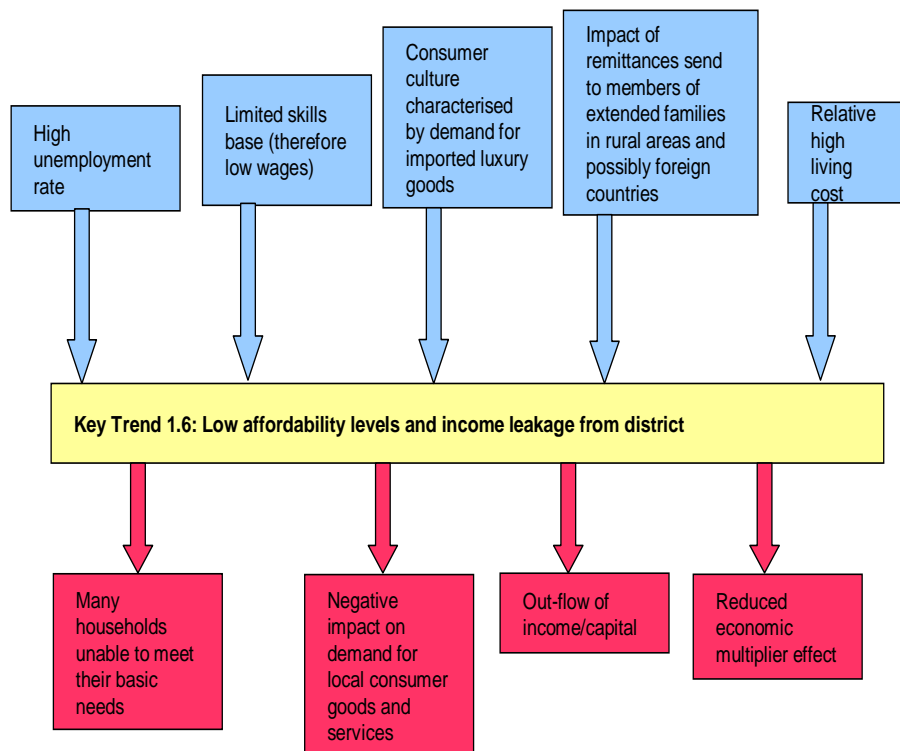 High
unemployment
rate
Limited skills
base (therefore
low wages)
Consumer
culture
characterised
by demand for
imported luxury
goods
Impact of
remittances send
to members of
extended families
in rural areas and
possibly foreign
countries
Relative
high
living
cost
Key Trend 1.6: Low affordability levels and income leakage from district
Many
households
unable to meet
their basic
needs
Negative
impact on
demand for
local consumer
goods and
services
Out-flow of
income/capital
Reduced
economic
multiplier effect